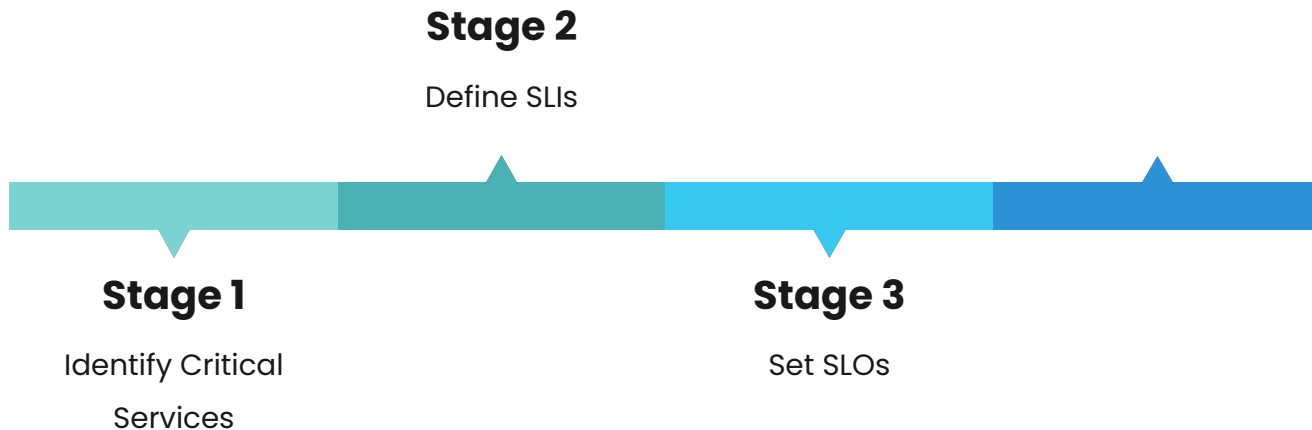 Stage 2
Define SLIs
Stage 1
Identify Critical
Services
Stage 3
Set SLOs